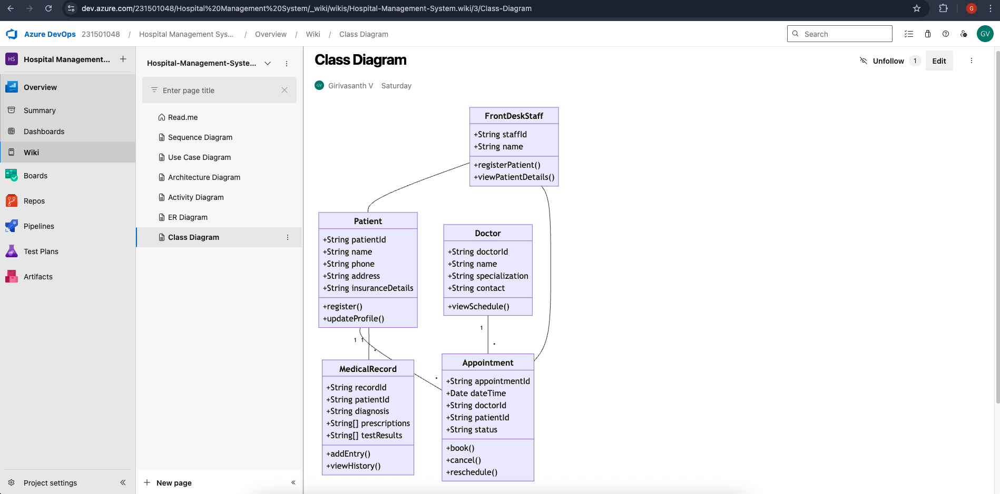 dev.azure.com/231501048/Hospital%20Management%20System/_wiki/wikis/Hospital-Management-System.wiki/3/Class-Diagram
G
Azure DevOps 231501048 / Hospital Management Sys... / Overview / Wiki / Class Diagram
Search
GV
HS Hospital Management...
Overview
Summary
Dashboards
Wiki
Boards
Repos
Pipelines
Test Plans
Artifacts
Project settings
Hospital-Management-Syste...
Enter page title
Read.me
Sequence Diagram
Use Case Diagram
Architecture Diagram
Activity Diagram
ER Diagram
Class Diagram
New page
Class Diagram
Unfollow 1 Edit
GV Girivasanth V Saturday
FrontDeskStaff
+String staffId
+String name
+registerPatient()
+viewPatientDetails()
Patient
+String patientId
+String name
+String phone
+String address
+String insuranceDetails
+register()
+updateProfile()
Doctor
+String doctorId
+String name
+String specialization
+String contact
+viewSchedule()
1
*
1 1
*
*
MedicalRecord
+String recordId
+String patientId
+String diagnosis
+String[] prescriptions
+String[] testResults
+addEntry()
+viewHistory()
Appointment
+String appointmentId
+Date dateTime
+String doctorId
+String patientId
+String status
+book()
+cancel()
+reschedule()